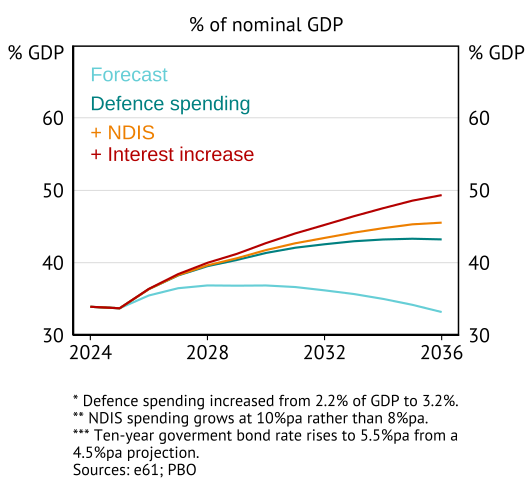 % of nominal GDP
% GDP % GDP
Forecast
Defence spending
+ NDIS
+ Interest increase
60 60
50 50
40 40
30 30
2024 2028 2032 2036
* Defence spending increased from 2.2% of GDP to 3.2%.
** NDIS spending grows at 10%pa rather than 8%pa.
*** Ten-year goverment bond rate rises to 5.5%pa from a
4.5%pa projection.
Sources: e61; PBO